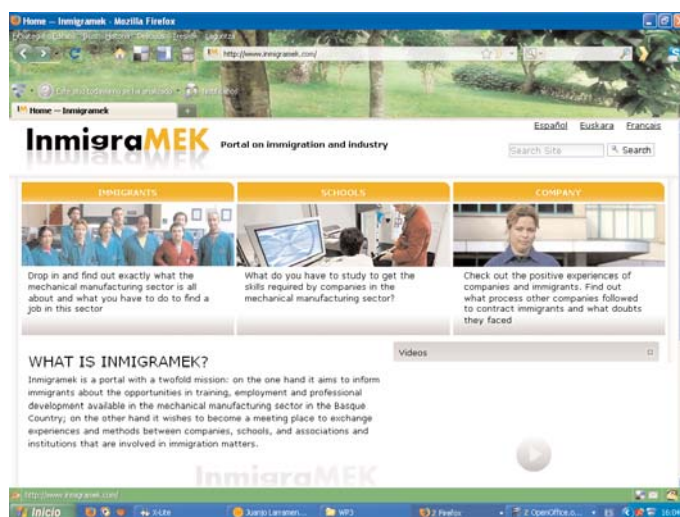 Home — Inmigramek - Mozilla Firefox
http://www.inmigramek.com/
Home — Inmigramek
Español Euskara Français
InmigraMEK Portal on immigration and industry
Search Site Search
IMMIGRANTS SCHOOLS COMPANY
Drop in and find out exactly what the
mechanical manufacturing sector is all
about and what you have to do to find a
job in this sector
What do you have to study to get the
skills required by companies in the
mechanical manufacturing sector?
Check out the positive experiences of
companies and immigrants. Find out
what process other companies followed
to contract immigrants and what doubts
they faced
WHAT IS INMIGRAMEK?
Inmigramek is a portal with a twofold mission: on the one hand it aims to inform
immigrants about the opportunities in training, employment and professional
development available in the mechanical manufacturing sector in the Basque
Country; on the other hand it wishes to become a meeting place to exchange
experiences and methods between companies, schools, and associations and
institutions that are involved in immigration matters.
Videos
InmigraMEK
http://www.inmigramek.com/
Inicio X-Lite Juanjo Larramen... WP3 2 Firefox 2 OpenOffice.o... ES 16:04